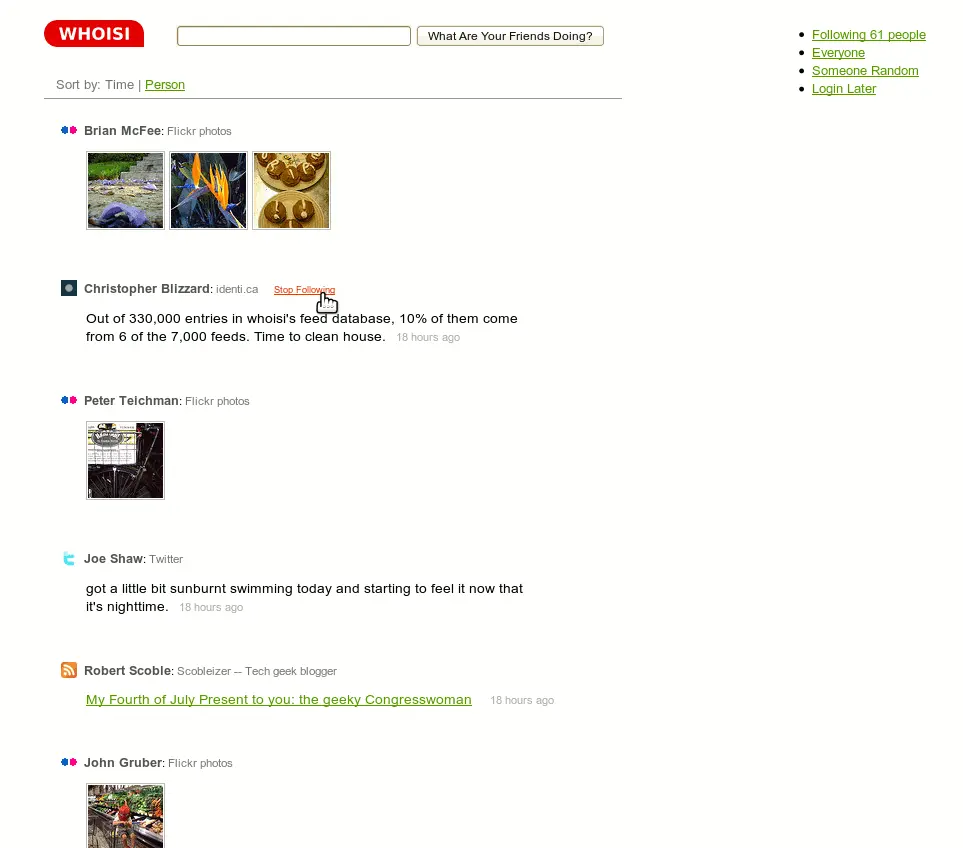 WHOISI
What Are Your Friends Doing?
Following 61 people
Everyone
Someone Random
Login Later
Sort by: Time | Person
Brian McFee: Flickr photos
Christopher Blizzard: identi.ca Stop Following
Out of 330,000 entries in whoisi's feed database, 10% of them come
from 6 of the 7,000 feeds. Time to clean house. 18 hours ago
Peter Teichman: Flickr photos
Joe Shaw: Twitter
got a little bit sunburnt swimming today and starting to feel it now that
it's nighttime. 18 hours ago
Robert Scoble: Scobleizer -- Tech geek blogger
My Fourth of July Present to you: the geeky Congresswoman 18 hours ago
John Gruber: Flickr photos